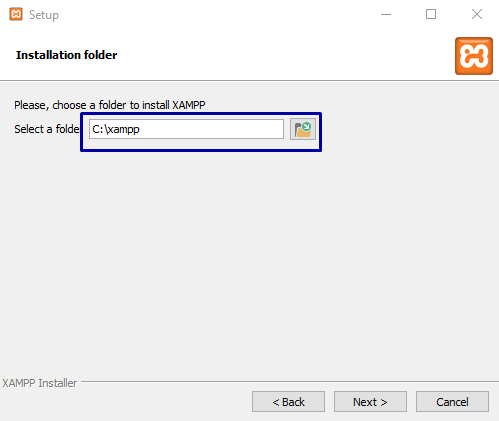 Setup
Installation folder
Please, choose a folder to install XAMPP
Select a folde C:\xampp
XAMPP Installer
< Back Next > Cancel